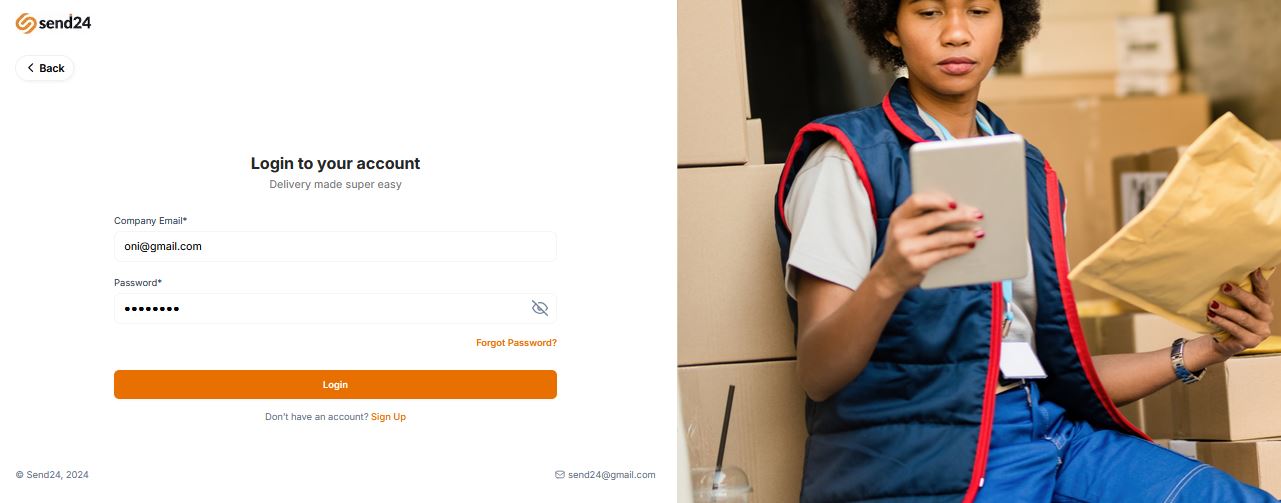 send24
Back
Login to your account
Delivery made super easy
Company Email*
oni@gmail.com
Password*
••••••••
Forgot Password?
Login
Don't have an account? Sign Up
© Send24, 2024
send24@gmail.com